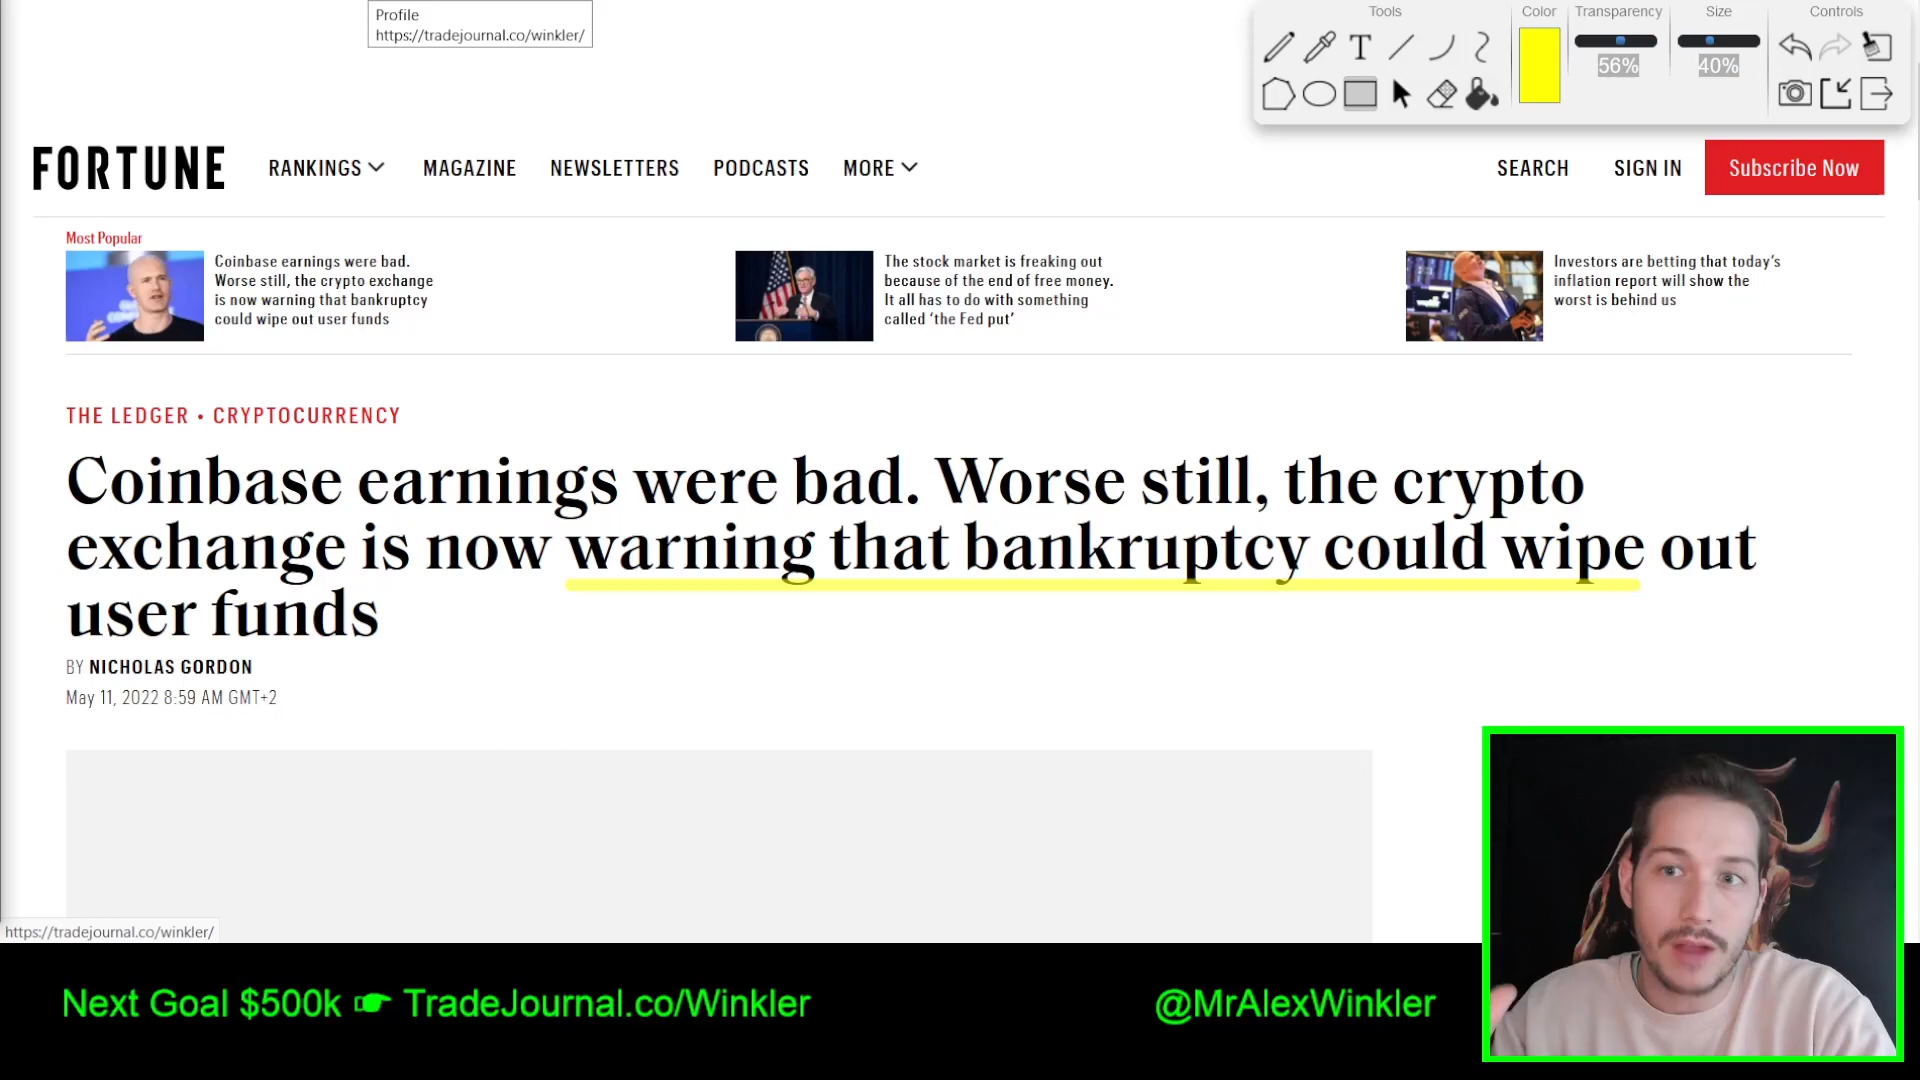 Profile
https://tradejournal.co/winkler/
Tools
Color
Transparency
Size
Controls
T
56%
40%
FORTUNE
RANKINGS
MAGAZINE
NEWSLETTERS
PODCASTS
MORE
SEARCH
SIGN IN
Subscribe Now
Most Popular
Coinbase earnings were bad.
Worse still, the crypto exchange
is now warning that bankruptcy
could wipe out user funds
The stock market is freaking out
because of the end of free money.
It all has to do with something
called ‘the Fed put’
Investors are betting that today’s
inflation report will show the
worst is behind us
THE LEDGER • CRYPTOCURRENCY
Coinbase earnings were bad. Worse still, the crypto
exchange is now warning that bankruptcy could wipe out
user funds
BY NICHOLAS GORDON
May 11, 2022 8:59 AM GMT+2
https://tradejournal.co/winkler/
Next Goal $500k 👉 TradeJournal.co/Winkler
@MrAlexWinkler